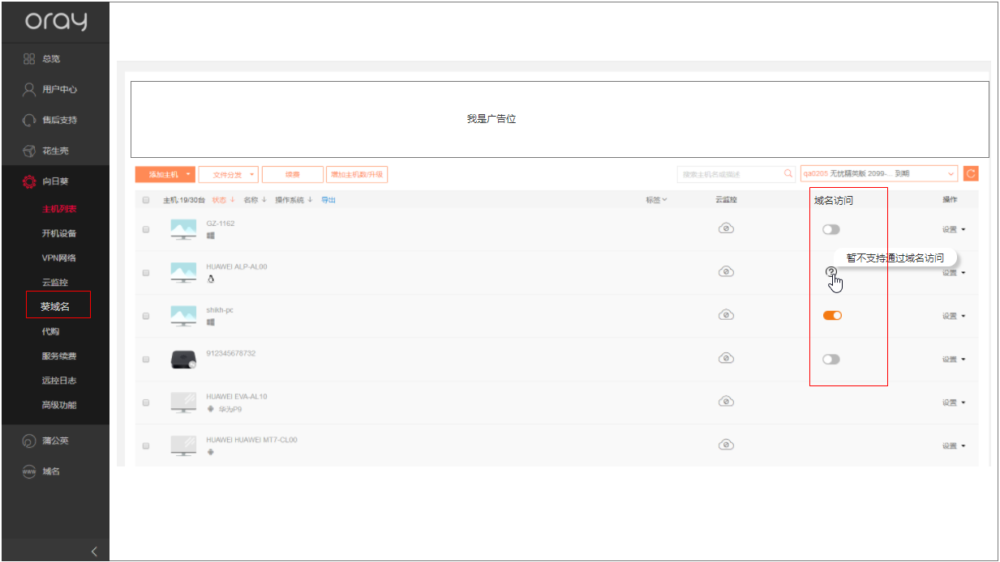 oray
总览
用户中心
售后支持
花生壳
向日葵
主机列表
开机设备
VPN网络
云监控
葵域名
代购
服务续费
远控日志
高级功能
蒲公英
www 域名
我是广告位
添加主机 文件分发 续费 增加主机数/升级 搜索主机名或描述 qa0205 无忧精英版 2099-... 到期
主机:19/30台 状态↓ 名称↓ 操作系统↓ 导出 标签 云监控 域名访问 操作
GZ-1162
设置
暂不支持通过域名访问
HUAWEI ALP-AL00
设置
shikh-pc
设置
912345678732
设置
HUAWEI EVA-AL10
华为P9
设置
HUAWEI HUAWEI MT7-CL00
设置